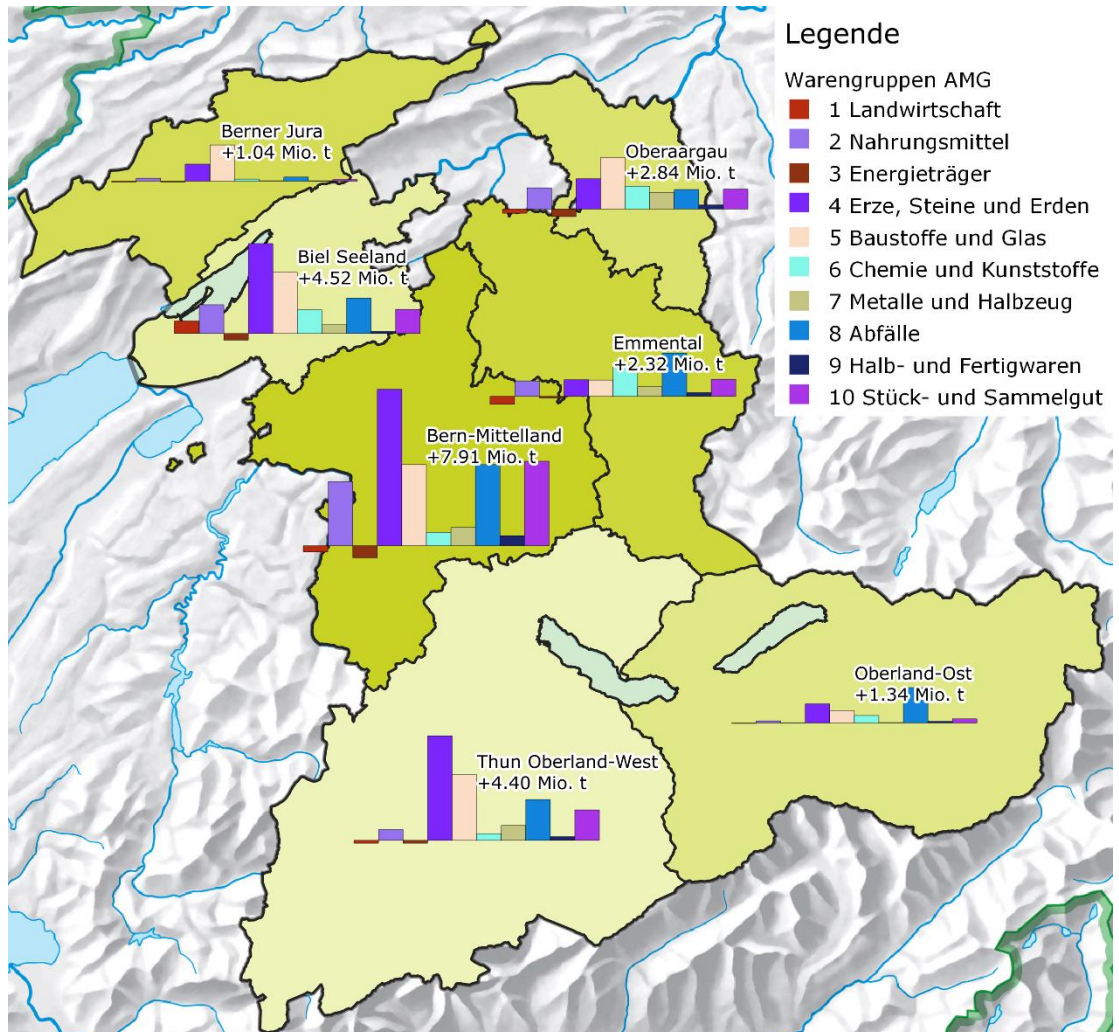 Legende
Warengruppen AMG
1 Landwirtschaft
2 Nahrungsmittel
3 Energieträger
4 Erze, Steine und Erden
5 Baustoffe und Glas
6 Chemie und Kunststoffe
7 Metalle und Halbzeug
8 Abfälle
9 Halb- und Fertigwaren
10 Stück- und Sammelgut
Berner Jura
+1.04 Mio. t
Oberaargau
+2.84 Mio. t
Biel Seeland
+4.52 Mio. t
Emmental
+2.32 Mio. t
Bern-Mittelland
+7.91 Mio. t
Oberland-Ost
+1.34 Mio. t
Thun Oberland-West
+4.40 Mio. t